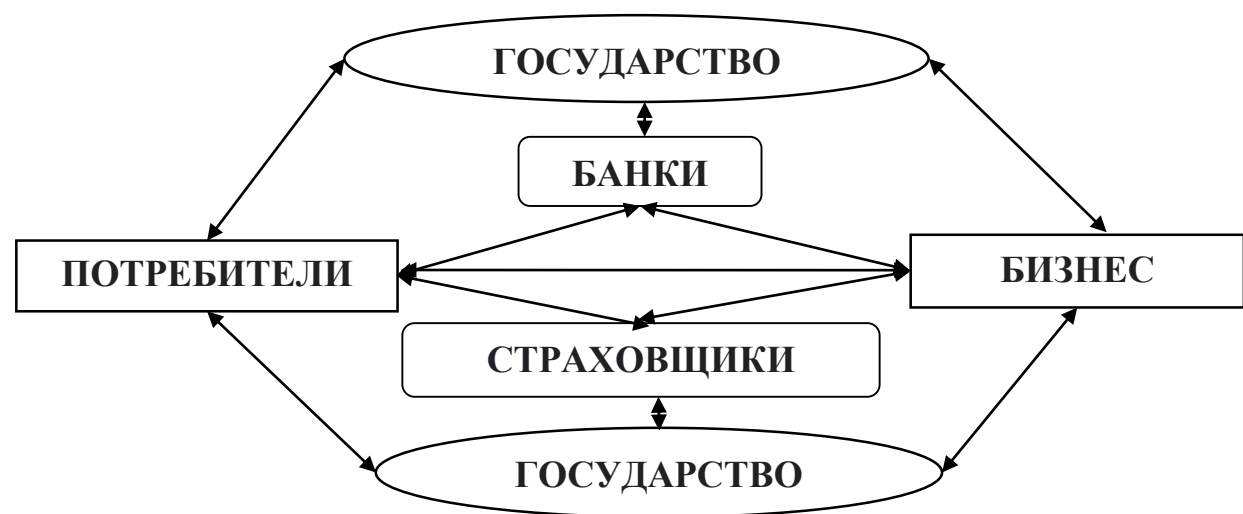 ГОСУДАРСТВО
БАНКИ
ПОТРЕБИТЕЛИ
БИЗНЕС
СТРАХОВЩИКИ
ГОСУДАРСТВО